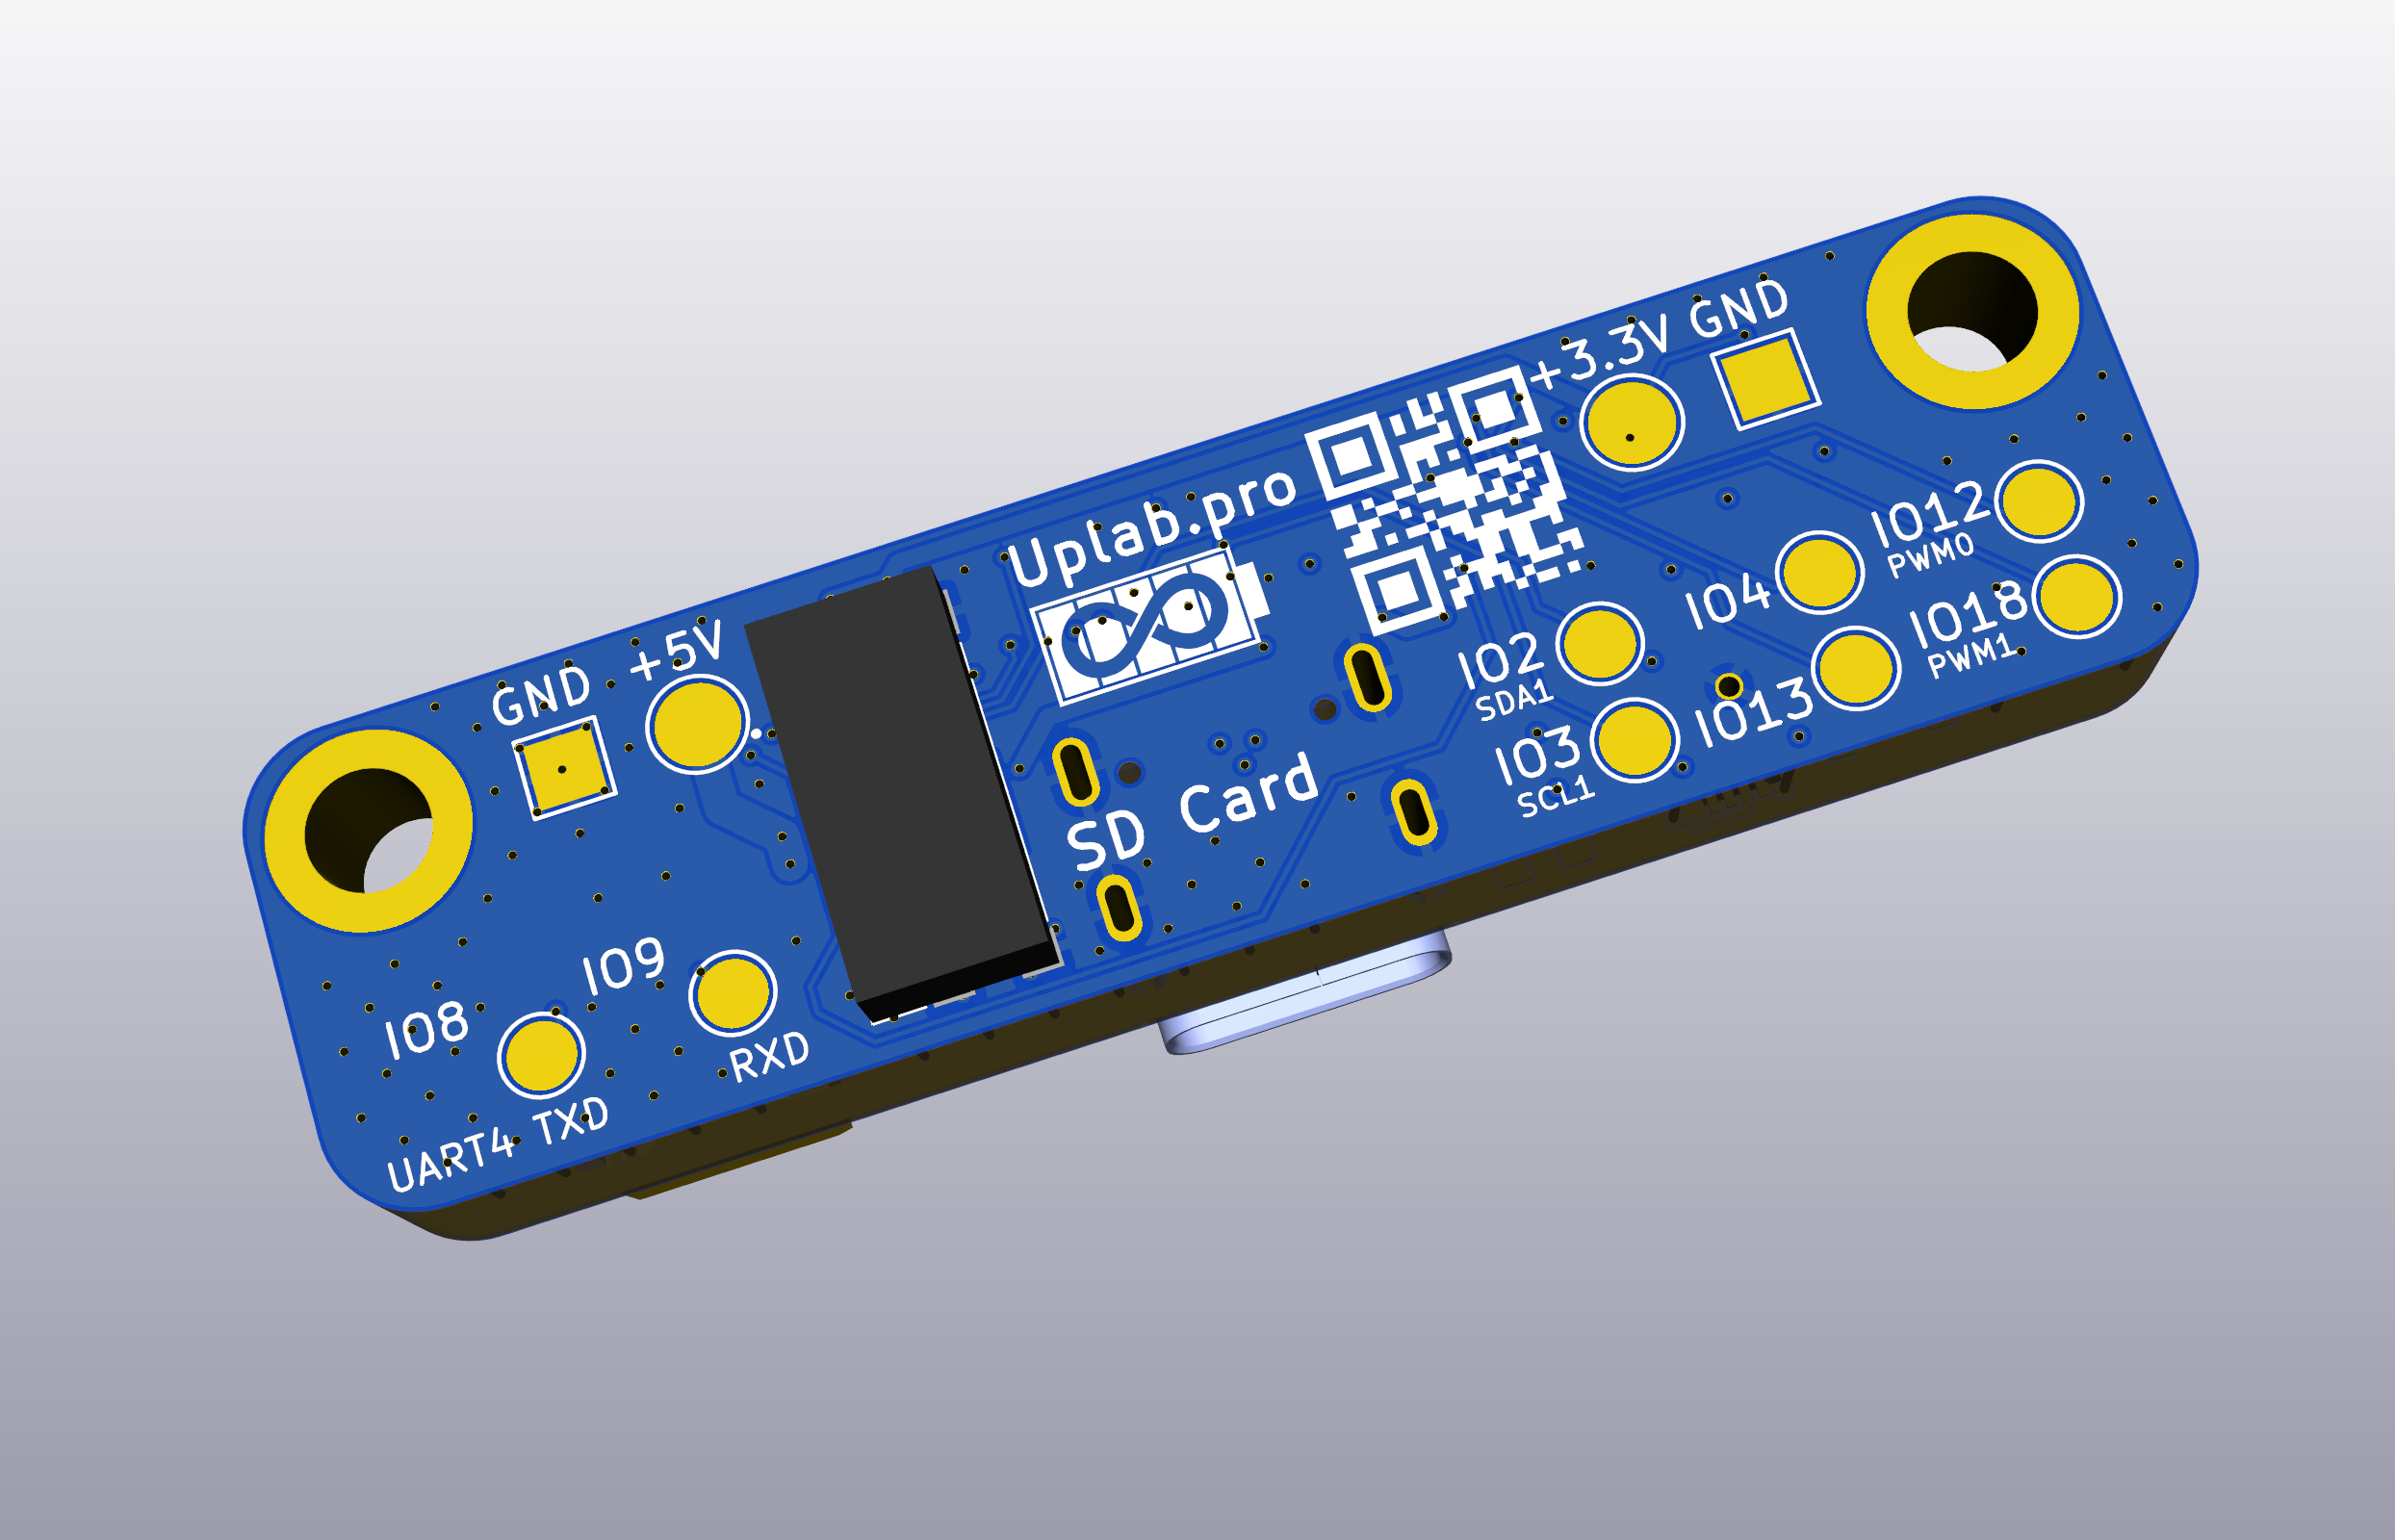 GND
+5V
Uplab.pro
+3.3V
GND
SD Card
IO2
SDA1
IO3
SCL1
IO4
IO12
PWM0
IO13
IO18
PWM1
IO8
IO9
UART4 TXD
RXD